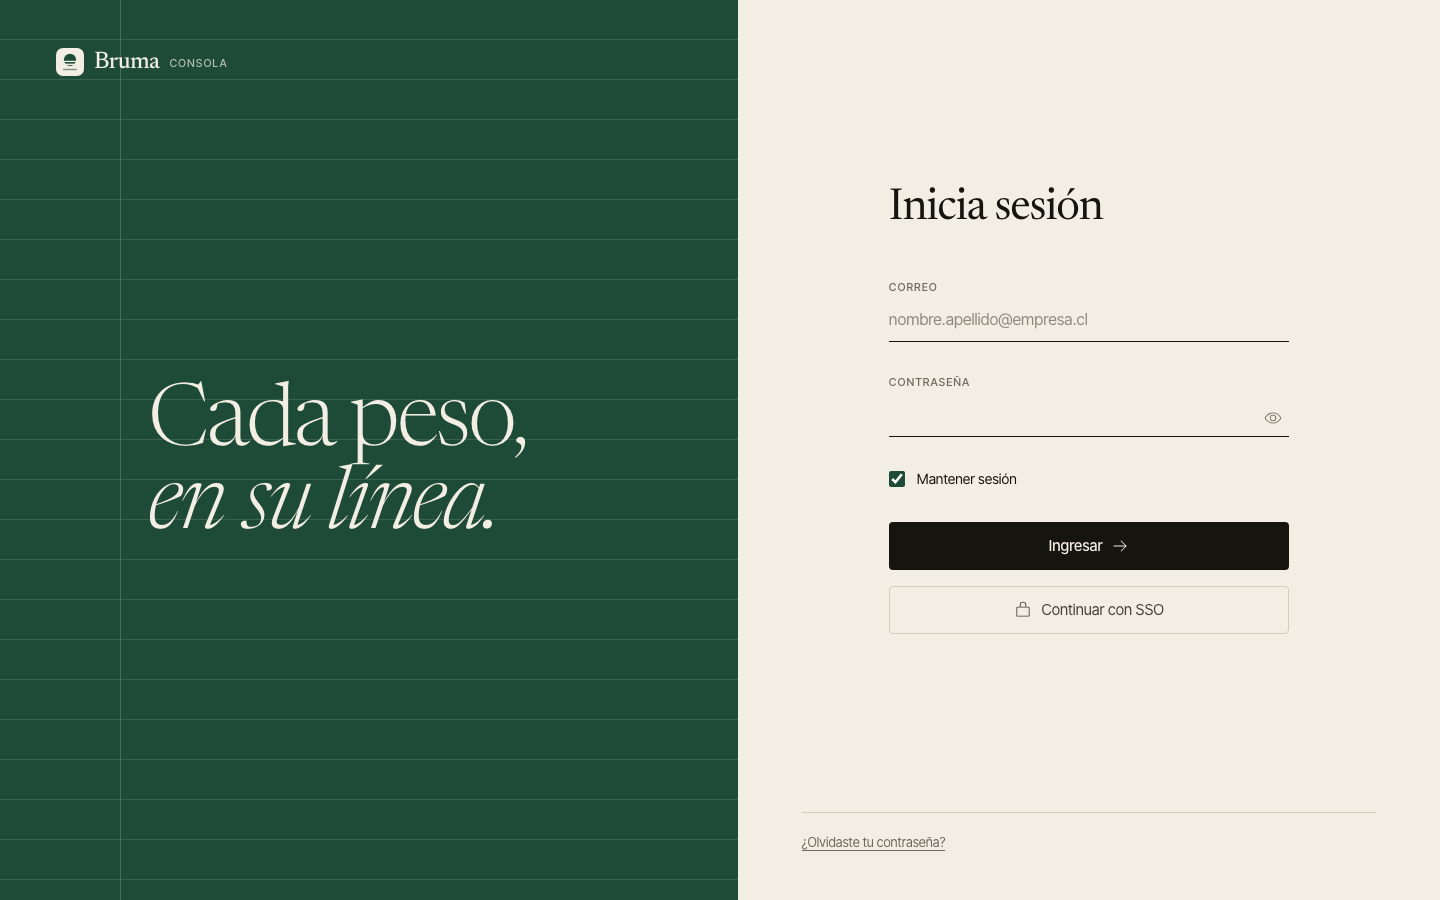 Bruma CONSOLA
Cada peso,
en su línea.
Inicia sesión
CORREO
nombre.apellido@empresa.cl
CONTRASEÑA
Mantener sesión
Ingresar
Continuar con SSO
¿Olvidaste tu contraseña?